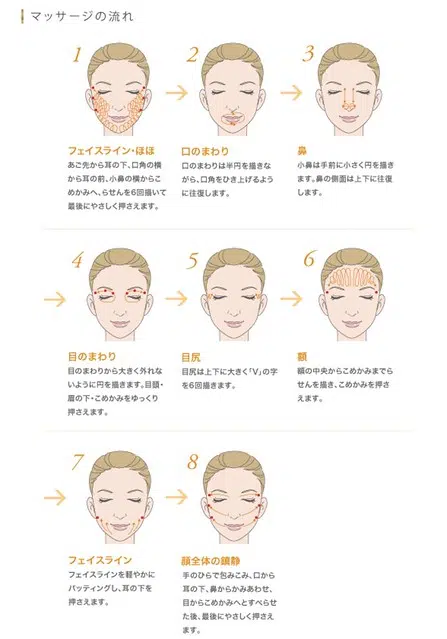 マッサージの流れ
1
フェイスライン・ほほ
あご先から耳の下、口角の横
から耳の前、小鼻の横からこ
めかみへ、らせんを6回描いて
最後にやさしく押さえます。
2
口のまわり
口のまわりは半円を描きな
がら、口角をひき上げるよう
に往復します。
3
鼻
小鼻は手前に小さく円を描き
ます。鼻の側面は上下に往復
します。
4
目のまわり
目のまわりから大きく外れな
いように円を描きます。目頭・
眉の下・こめかみをゆっくり
押さえます。
5
目尻
目尻は上下に大きく「V」の字
を6回描きます。
6
額
額の中央からこめかみまでら
せんを描き、こめかみを押さ
えます。
7
フェイスライン
フェイスラインを軽やかに
パッティングし、耳の下を
押さえます。
8
顔全体の鎮静
手のひらで包みこみ、口から
耳の下、鼻からかみあわせ、
目からこめかみへとすべらせ
た後、最後にやさしく押さえ
ます。